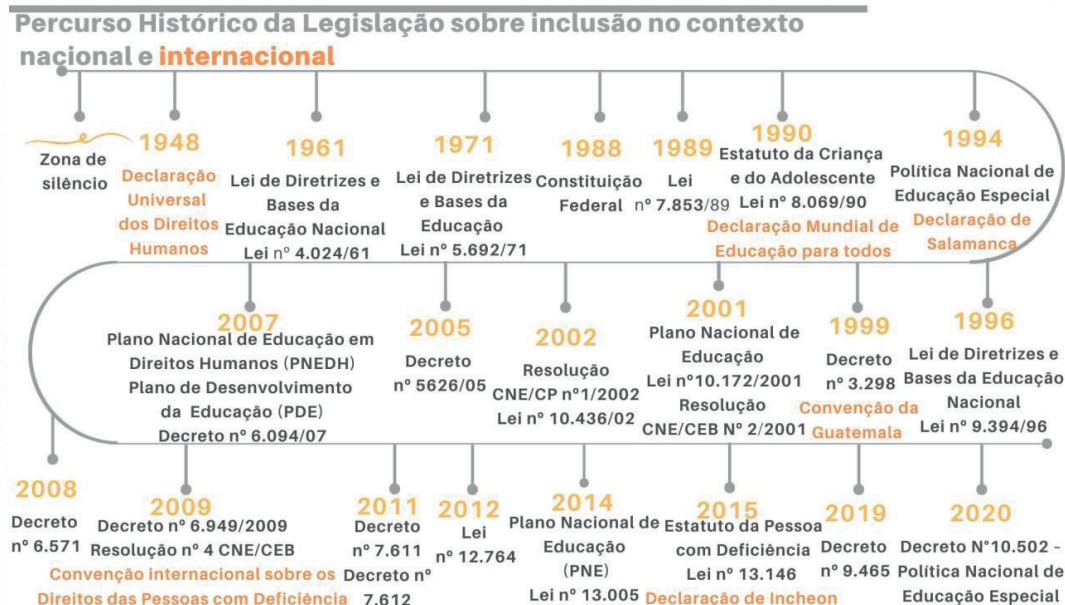 Percurso Histórico da Legislação sobre inclusão no contexto
nacional e internacional
Zona de
silêncio
1948
Declaração
Universal
dos Direitos
Humanos
1961
Lei de Diretrizes e
Bases da
Educação Nacional
Lei nº 4.024/61
1971
Lei de Diretrizes
e Bases da
Educação
Lei nº 5.692/71
1988
Constituição
Federal
1989
Lei
nº 7.853/89
1990
Estatuto da Criança
e do Adolescente
Lei nº 8.069/90
Declaração Mundial de
Educação para todos
1994
Política Nacional de
Educação Especial
Declaração de
Salamanca
1996
Lei de Diretrizes e
Bases da Educação
Nacional
Lei nº 9.394/96
1999
Decreto
nº 3.298
Convenção da
Guatemala
2001
Plano Nacional de
Educação
Lei nº10.172/2001
Resolução
CNE/CEB Nº 2/2001
2002
Resolução
CNE/CP nº1/2002
Lei nº 10.436/02
2005
Decreto
nº 5626/05
2007
Plano Nacional de Educação em
Direitos Humanos (PNEDH)
Plano de Desenvolvimento
da Educação (PDE)
Decreto nº 6.094/07
2008
Decreto
nº 6.571
2009
Decreto nº 6.949/2009
Resolução nº 4 CNE/CEB
Convenção internacional sobre os
Direitos das Pessoas com Deficiência
2011
Decreto
nº 7.611
Decreto nº
7.612
2012
Lei
nº 12.764
2014
Plano Nacional de
Educação
(PNE)
Lei nº 13.005
2015
Estatuto da Pessoa
com Deficiência
Lei nº 13.146
Declaração de Incheon
2019
Decreto
nº 9.465
2020
Decreto N°10.502 –
Política Nacional de
Educação Especial